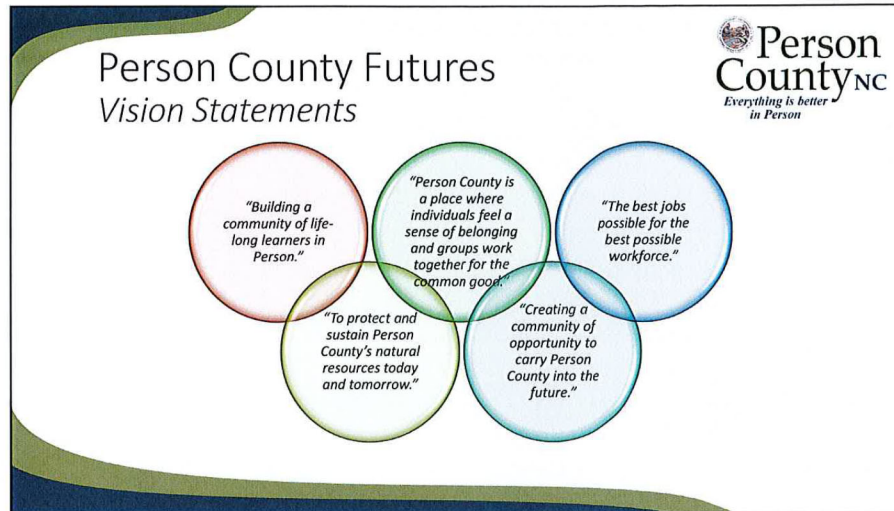 Person County Futures
Vision Statements
Person
County NC
Everything is better
in Person
“Building a
community of life-
long learners in
Person.”
“Person County is
a place where
individuals feel a
sense of belonging
and groups work
together for the
common good.”
“The best jobs
possible for the
best possible
workforce.”
“To protect and
sustain Person
County’s natural
resources today
and tomorrow.”
“Creating a
community of
opportunity to
carry Person
County into the
future.”